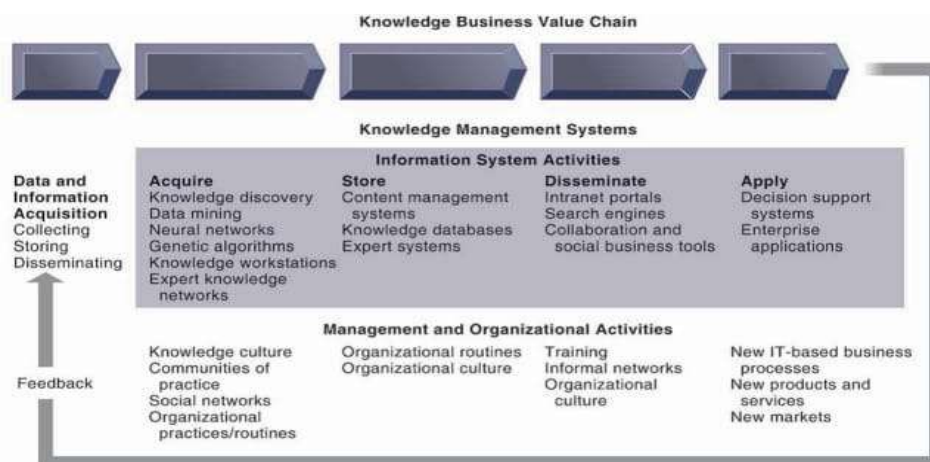 Knowledge Business Value Chain
Knowledge Management Systems
Information System Activities
Data and
Information
Acquisition
Collecting
Storing
Disseminating
Acquire
Knowledge discovery
Data mining
Neural networks
Genetic algorithms
Knowledge workstations
Expert knowledge
networks
Store
Content management
systems
Knowledge databases
Expert systems
Disseminate
Intranet portals
Search engines
Collaboration and
social business tools
Apply
Decision support
systems
Enterprise
applications
Management and Organizational Activities
Feedback
Knowledge culture
Communities of
practice
Social networks
Organizational
practices/routines
Organizational routines
Organizational culture
Training
Informal networks
Organizational
culture
New IT-based business
processes
New products and
services
New markets